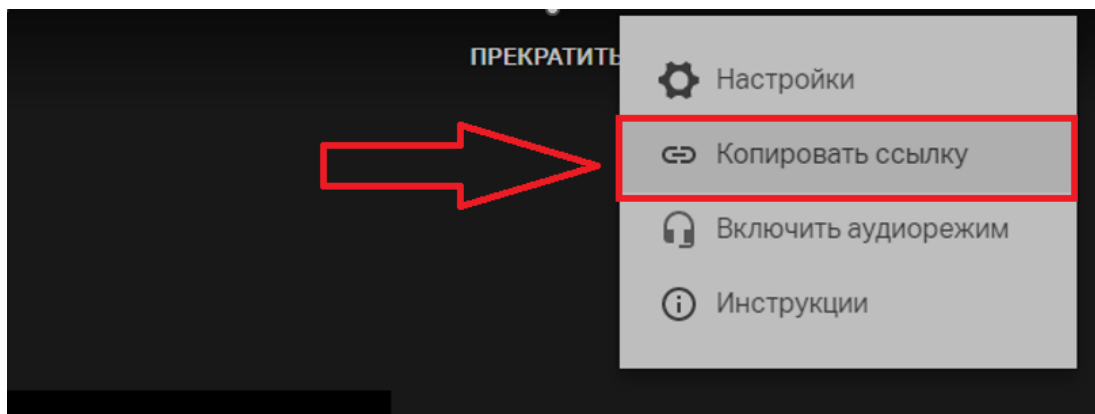 ПРЕКРАТИТЬ
Настройки
Копировать ссылку
Включить аудиорежим
Инструкции